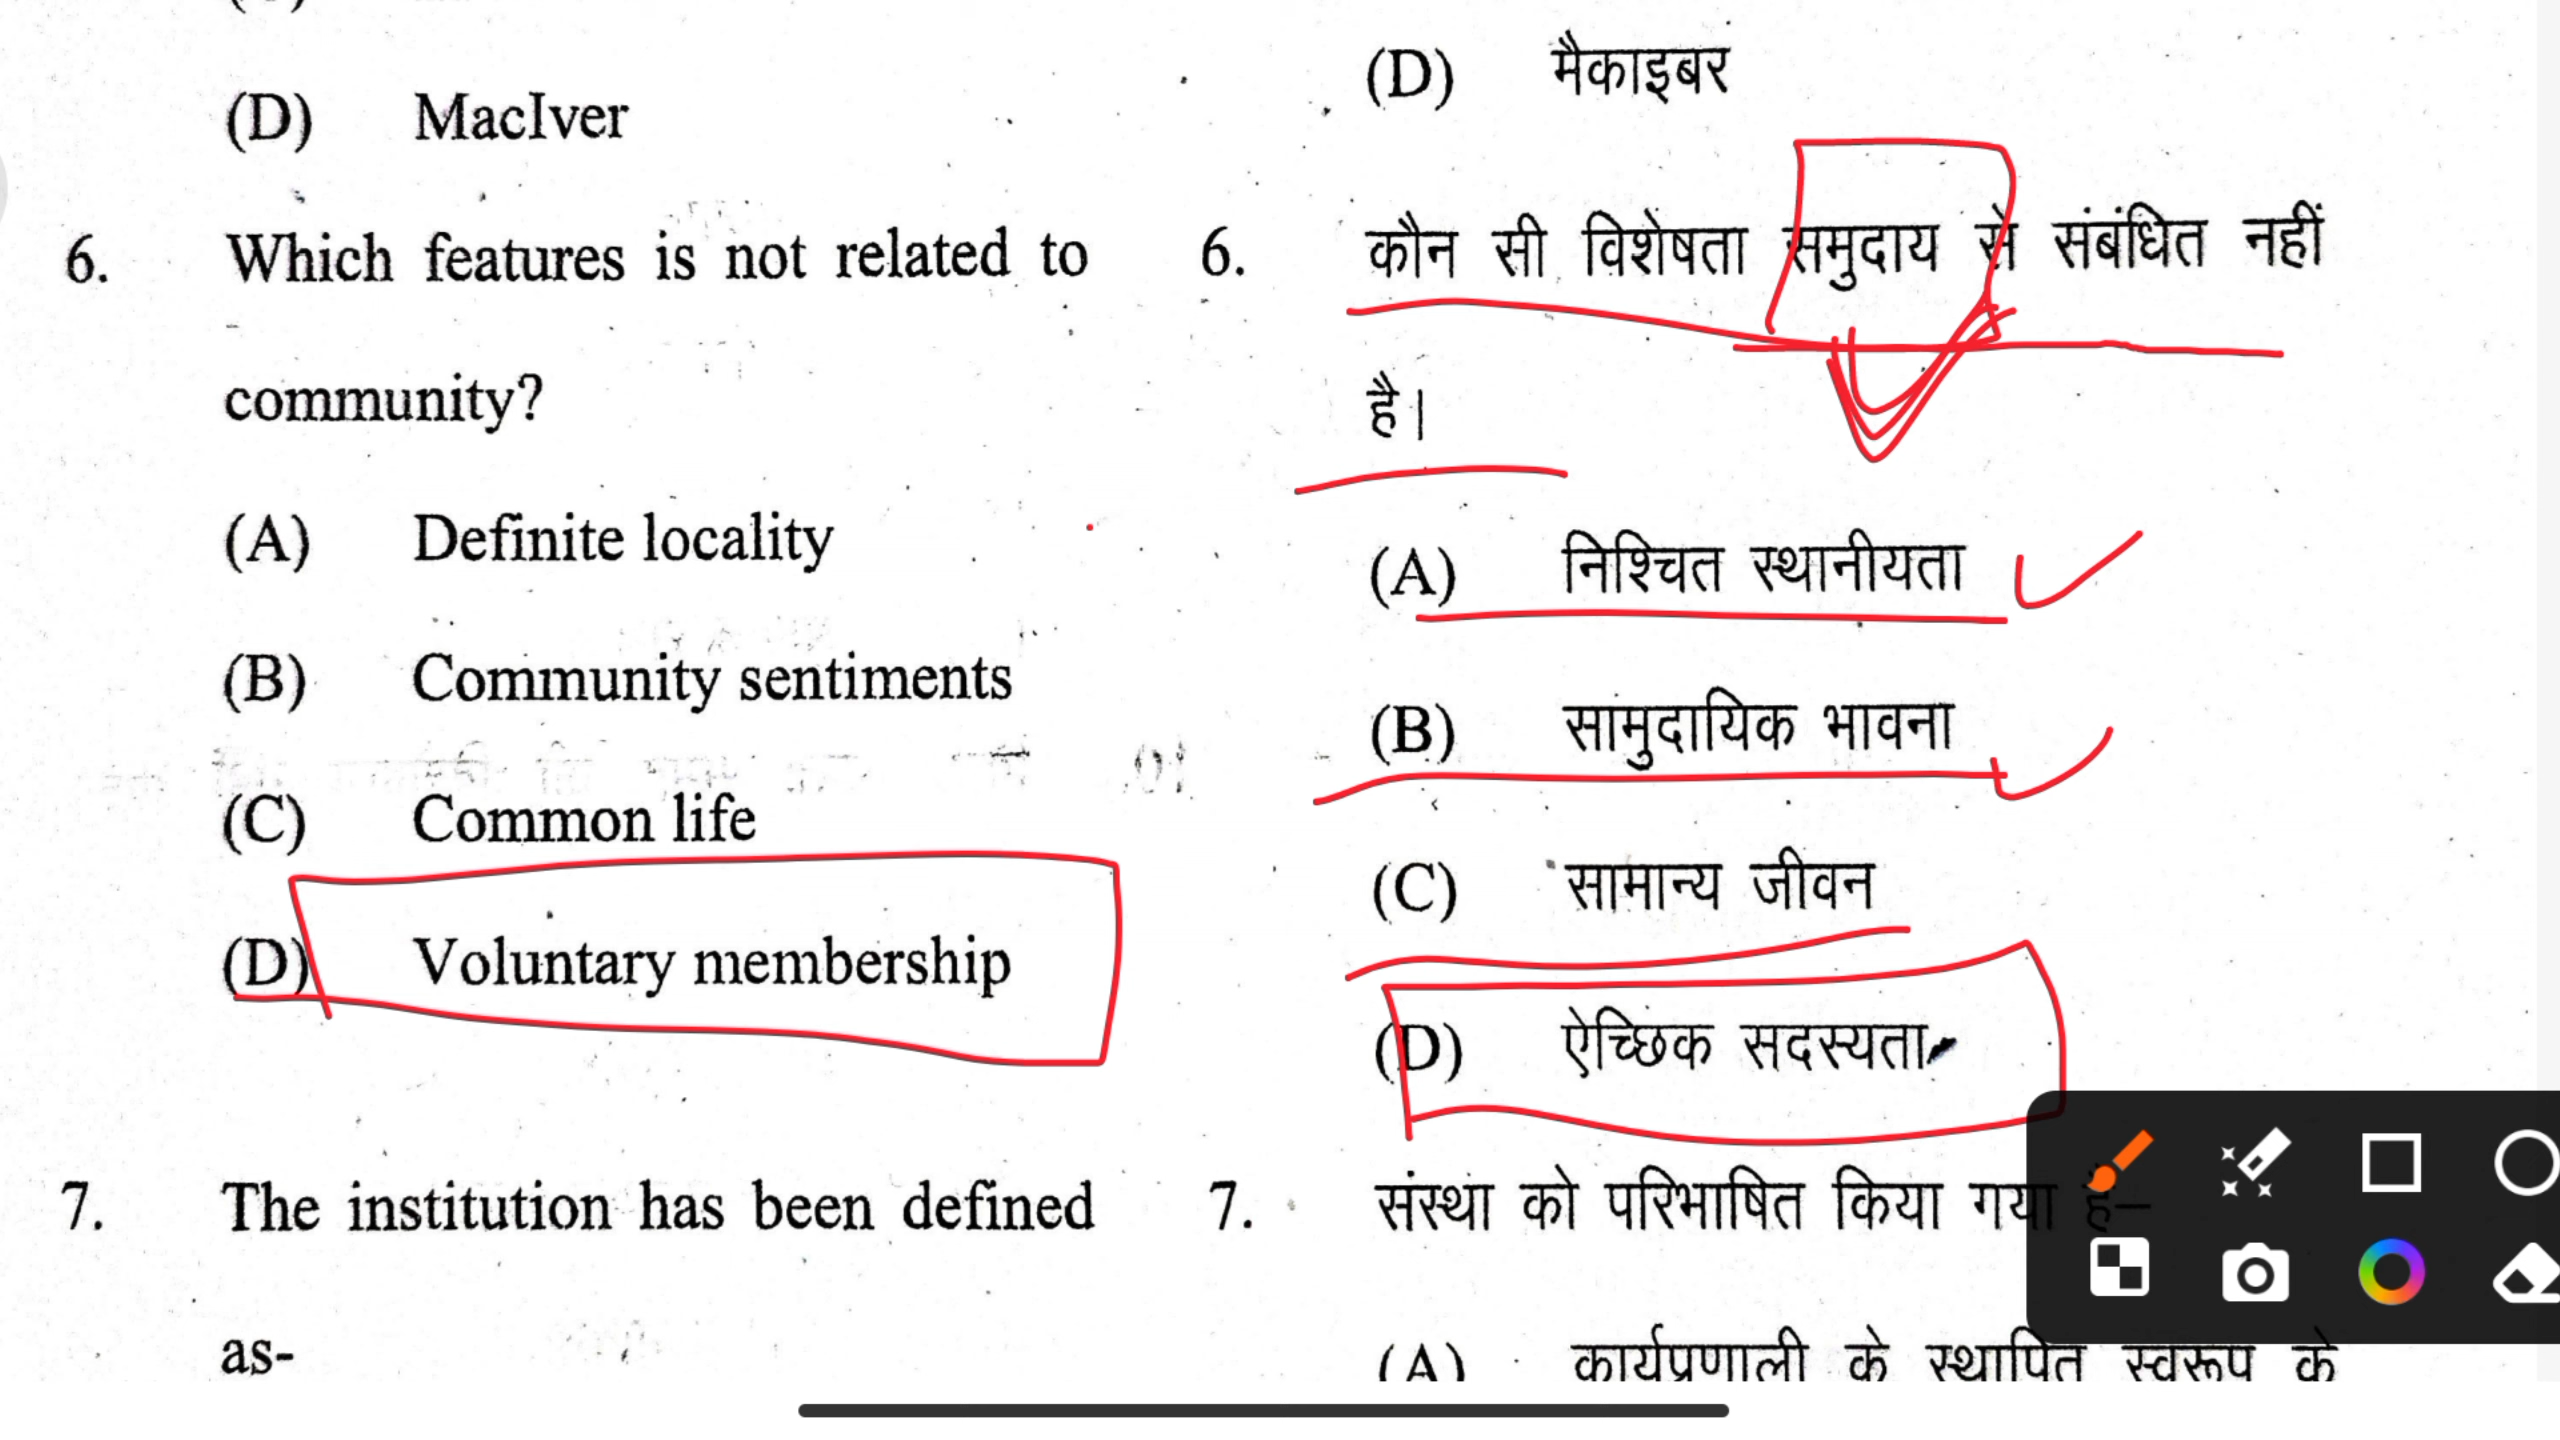 (D) MacIver
6. Which features is not related to
community?
(A) Definite locality
(B) Community sentiments
(C) Common life
(D) Voluntary membership
7. The institution has been defined
as-
(D) मैकाइबर
6. कौन सी विशेषता समुदाय से संबंधित नहीं
है।
(A) निश्चित स्थानीयता
(B) सामुदायिक भावना
(C) सामान्य जीवन
(D) ऐच्छिक सदस्यता
7. संस्था को परिभाषित किया गया है–
(A) कार्यप्रणाली के स्थापित स्वरूप के